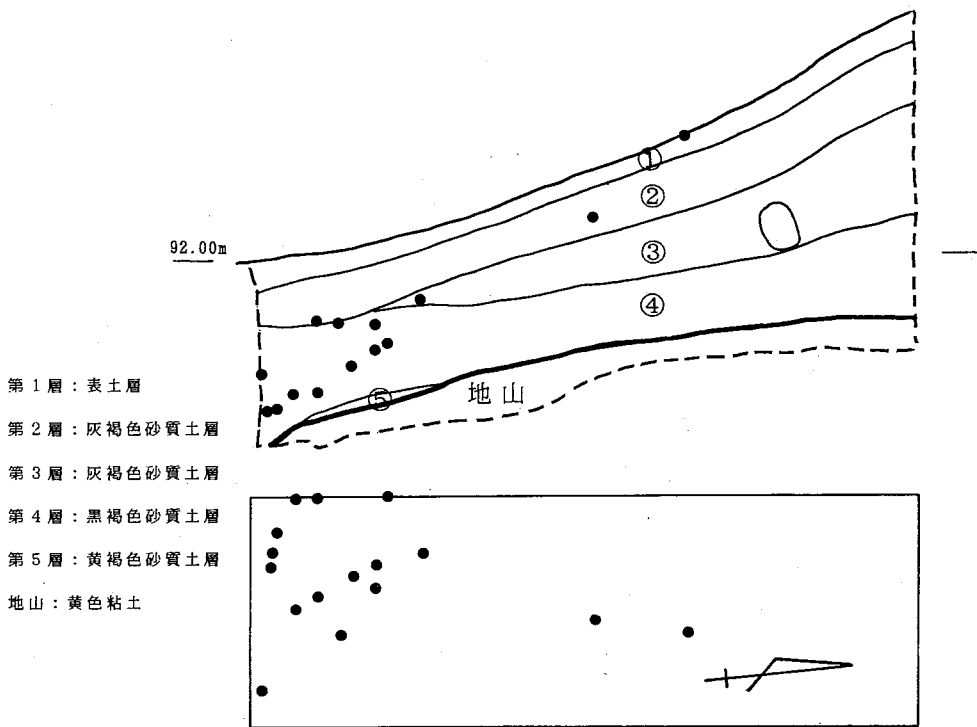 ①
②
92.00m
③
④
⑤ 地山
第1層：表土層
第2層：灰褐色砂質土層
第3層：灰褐色砂質土層
第4層：黒褐色砂質土層
第5層：黄褐色砂質土層
地山：黄色粘土